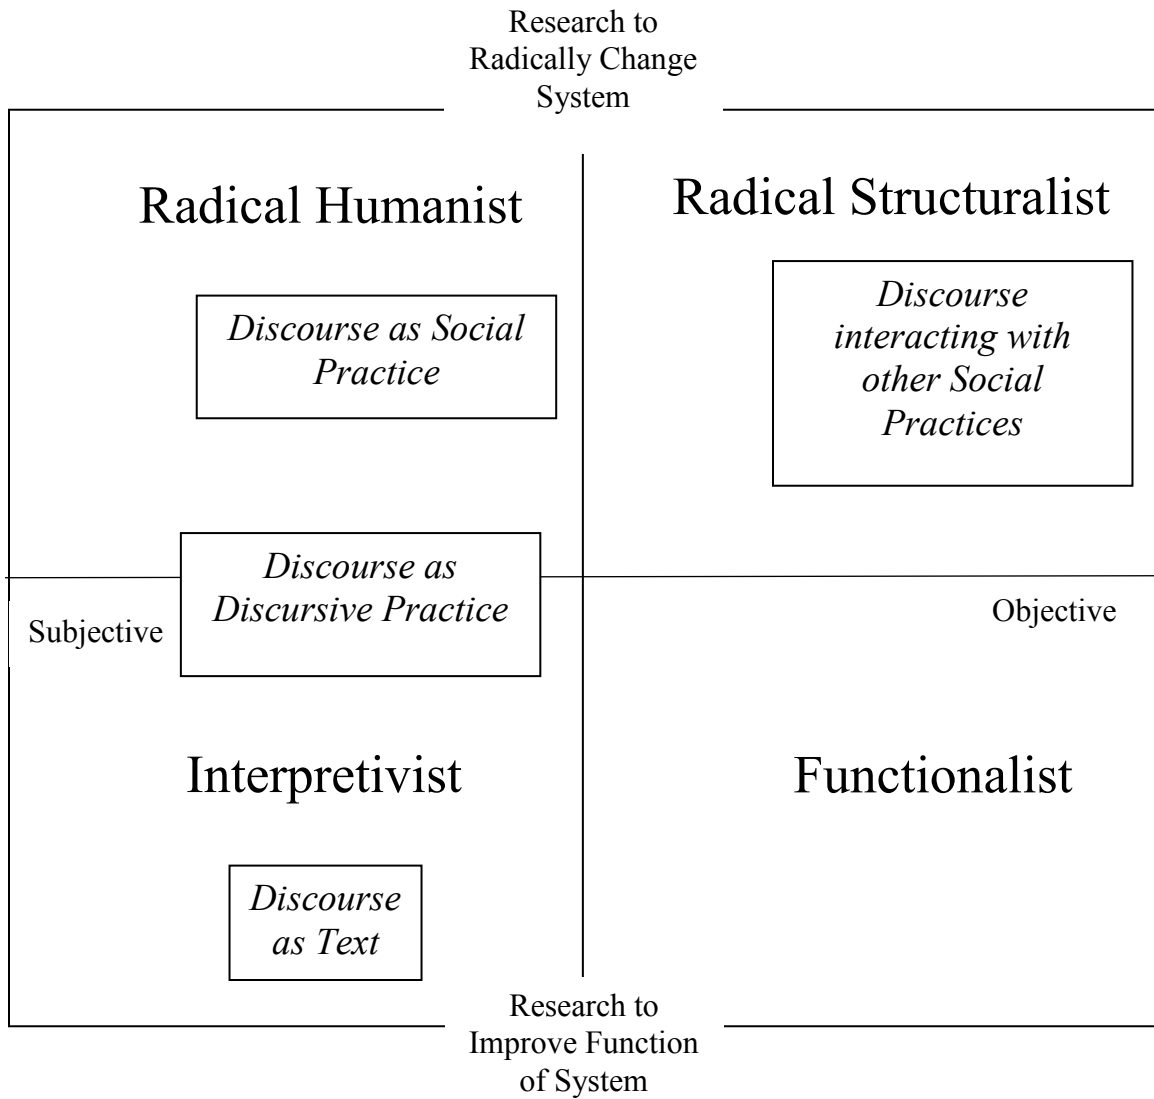 Research to
Radically Change
System
Radical Humanist
Radical Structuralist
Discourse as Social
Practice
Discourse
interacting with
other Social
Practices
Discourse as
Discursive Practice
Subjective
Objective
Interpretivist
Functionalist
Discourse
as Text
Research to
Improve Function
of System